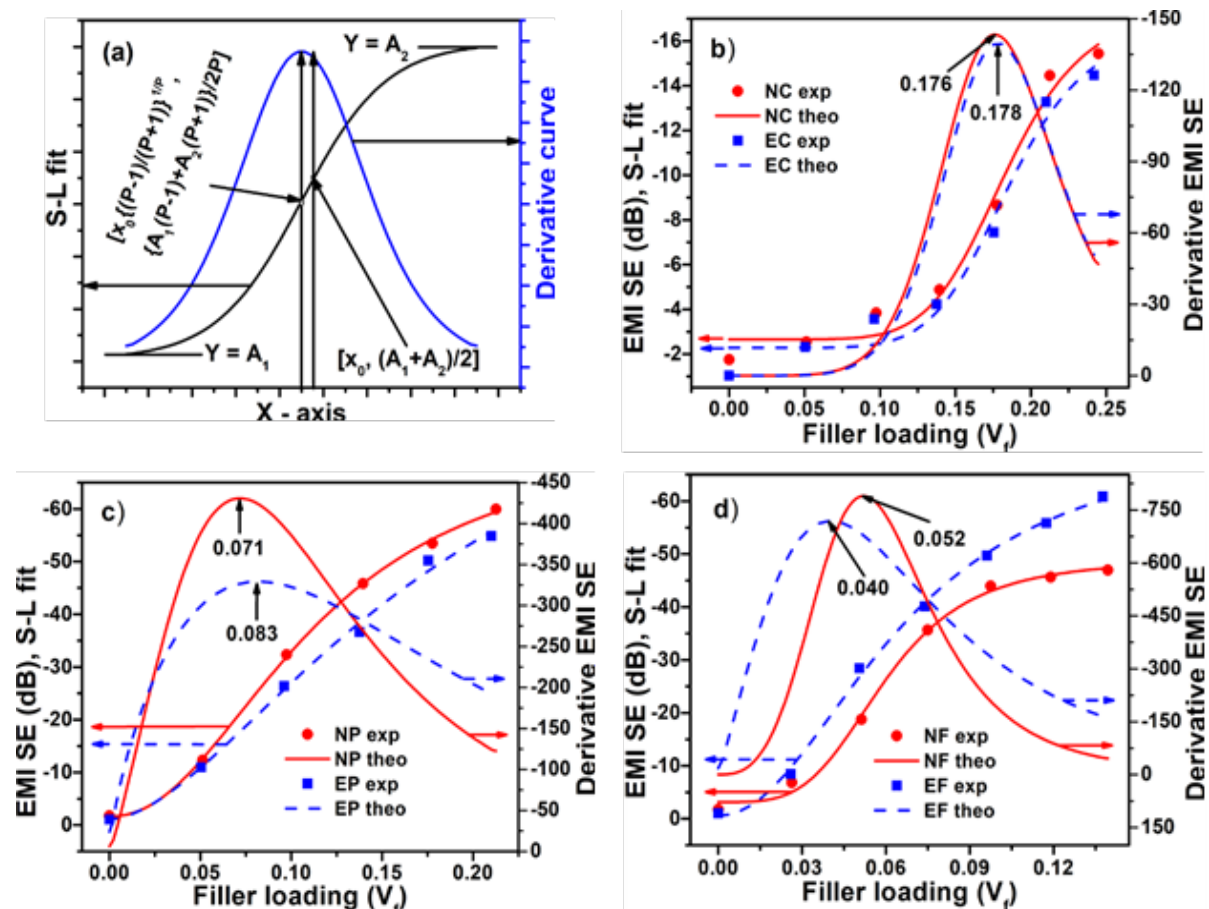 (a)
Y = A2
[x0{(P-1)/(P+1)}^1/P,
{A1(P-1)+A2(P+1)}/2P]
S-L fit
Derivative curve
Y = A1
[x0, (A1+A2)/2]
X - axis
b)
-16
-14
-12
-10
-8
-6
-4
-2
EMI SE (dB), S-L fit
0.176
0.178
NC exp
NC theo
EC exp
EC theo
-150
-120
-90
-60
-30
0
Derivative EMI SE
0.00
0.05
0.10
0.15
0.20
0.25
Filler loading (Vf)
c)
-60
-50
-40
-30
-20
-10
0
EMI SE (dB), S-L fit
0.071
0.083
NP exp
NP theo
EP exp
EP theo
-450
-400
-350
-300
-250
-200
-150
-100
-50
0
Derivative EMI SE
0.00
0.05
0.10
0.15
0.20
Filler loading (Vf)
d)
-60
-50
-40
-30
-20
-10
0
EMI SE (dB), S-L fit
0.052
0.040
NF exp
NF theo
EF exp
EF theo
-750
-600
-450
-300
-150
0
150
Derivative EMI SE
0.00
0.03
0.06
0.09
0.12
Filler loading (Vf)